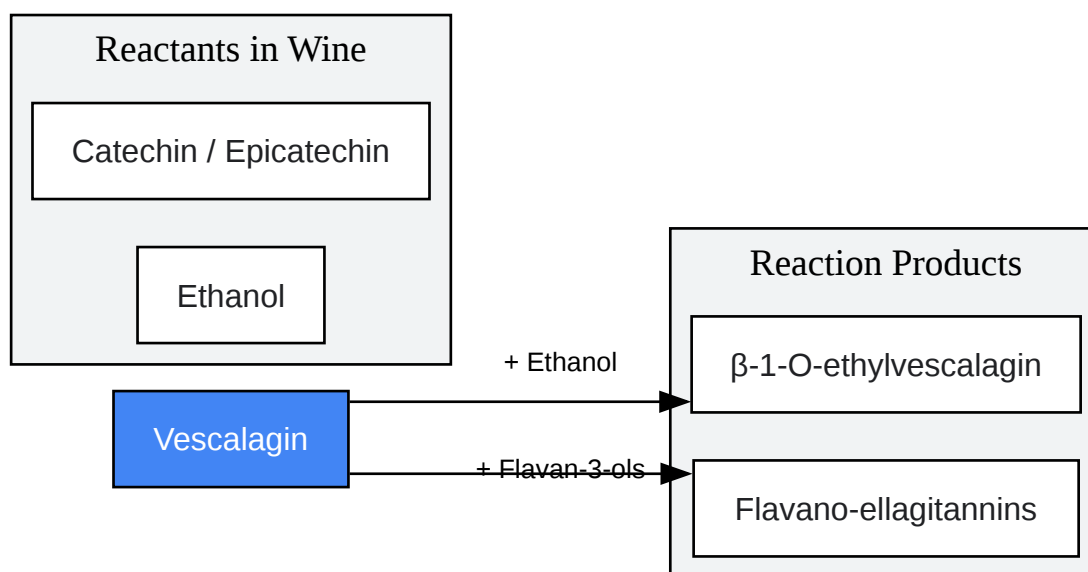 Reactants in Wine
Catechin / Epicatechin
Ethanol
Vescalagin
+ Ethanol
+ Flavan-3-ols
Reaction Products
β-1-O-ethylvescalagin
Flavano-ellagitannins